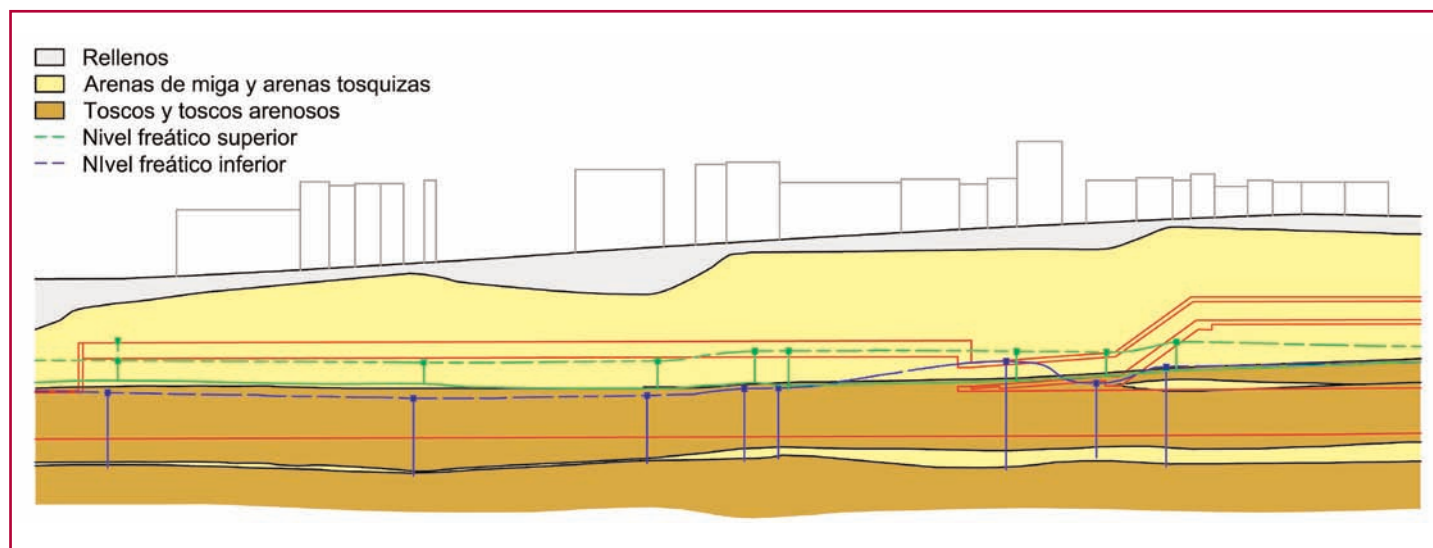 Rellenos
Arenas de miga y arenas tosquizas
Toscos y toscos arenosos
Nivel freático superior
NIvel freático inferior